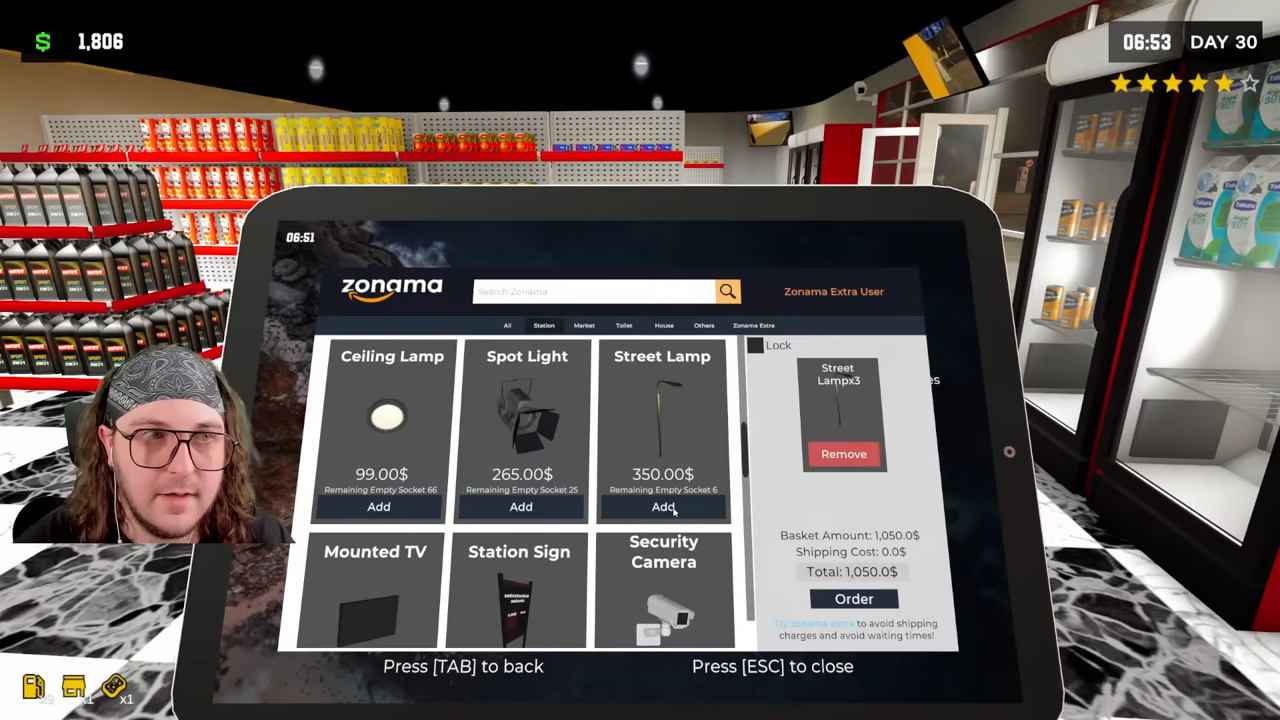 $ 1,806
06:53 DAY 30
06:51
zonama
Search Zonama
Zonama Extra User
All Station Market Toilet House Others Zonama Extra
Ceiling Lamp
99.00$
Remaining Empty Socket 66
Add
Spot Light
265.00$
Remaining Empty Socket 25
Add
Street Lamp
350.00$
Remaining Empty Socket 6
Add
Mounted TV
Station Sign
Security
Camera
Lock
Street
Lampx3
Remove
Basket Amount: 1,050.0$
Shipping Cost: 0.0$
Total: 1,050.0$
Order
Try zonama extra to avoid shipping
charges and avoid waiting times!
Press [TAB] to back
Press [ESC] to close
x1
x1